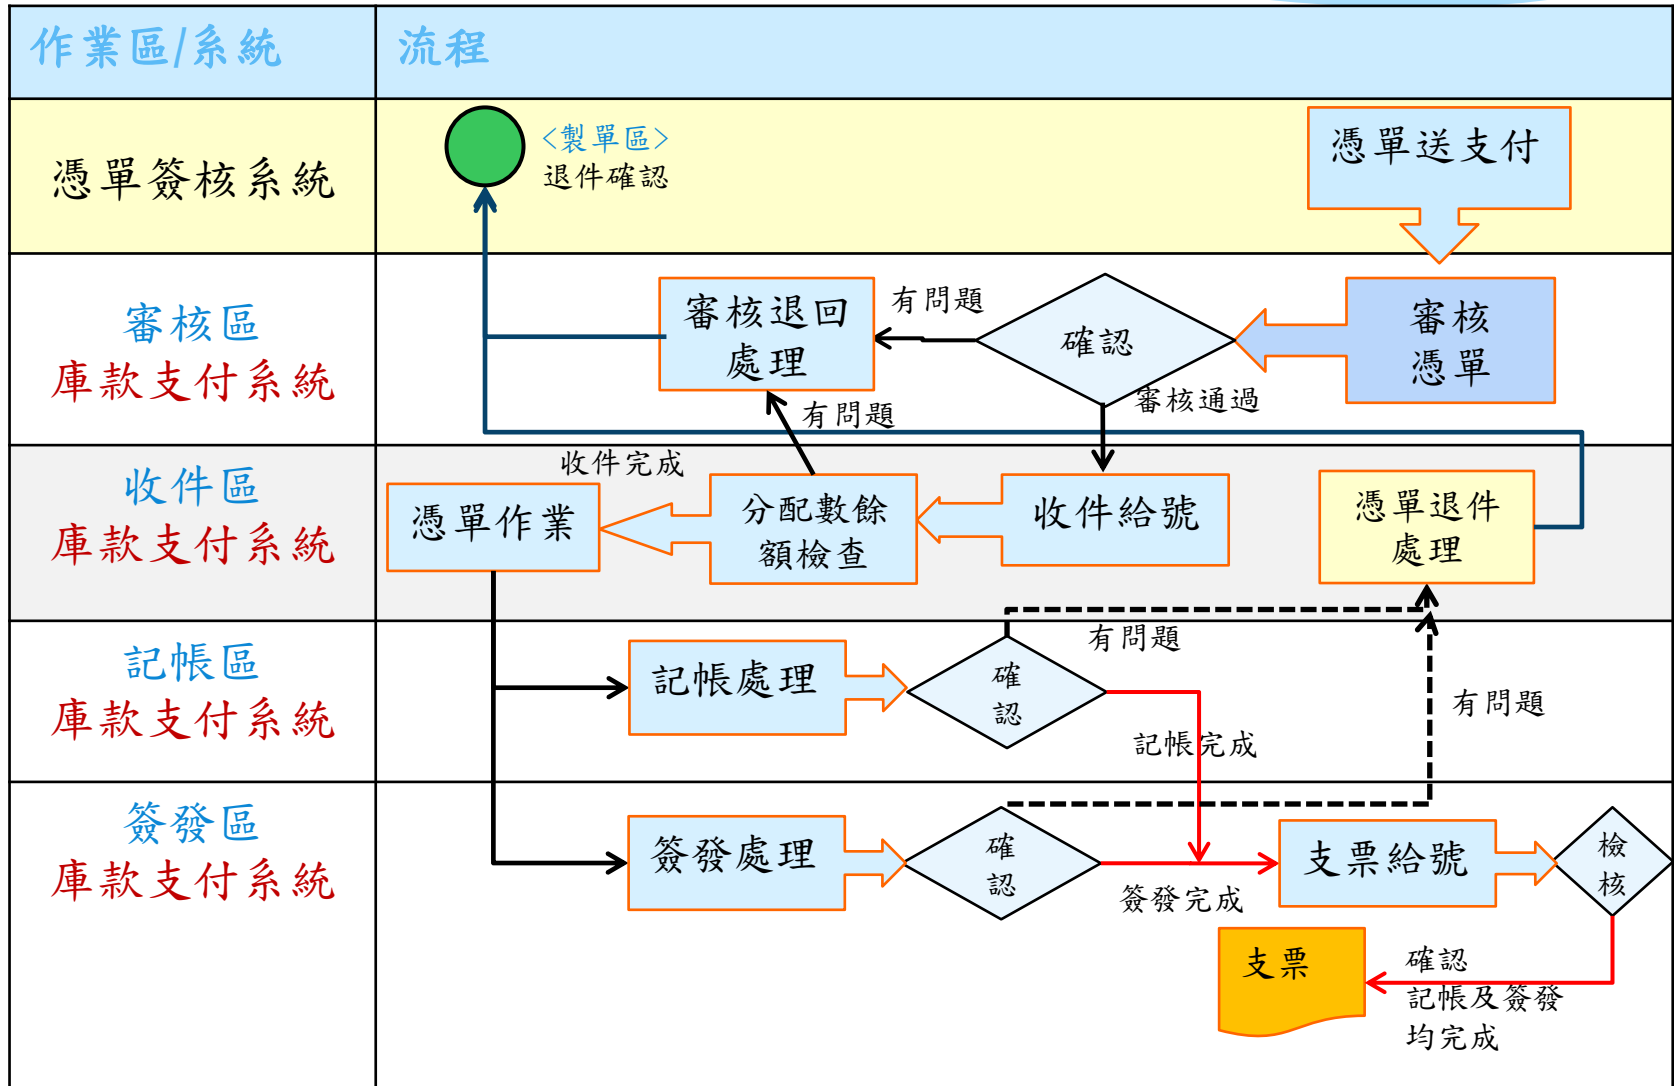 作業區/系統
流程
憑單簽核系統
<製單區>
退件確認
憑單送支付
審核區
庫款支付系統
審核退回
處理
有問題
確認
審核
憑單
有問題
審核通過
收件區
庫款支付系統
收件完成
憑單作業
分配數餘
額檢查
收件給號
憑單退件
處理
記帳區
庫款支付系統
記帳處理
確
認
有問題
記帳完成
有問題
簽發區
庫款支付系統
簽發處理
確
認
簽發完成
支票給號
檢
核
支票
確認
記帳及簽發
均完成